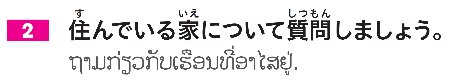 2 住んでいる家について質問しましょう。
ຖາມກ່ຽວກັບເຮືອນທີ່ອາໄສຢູ່.